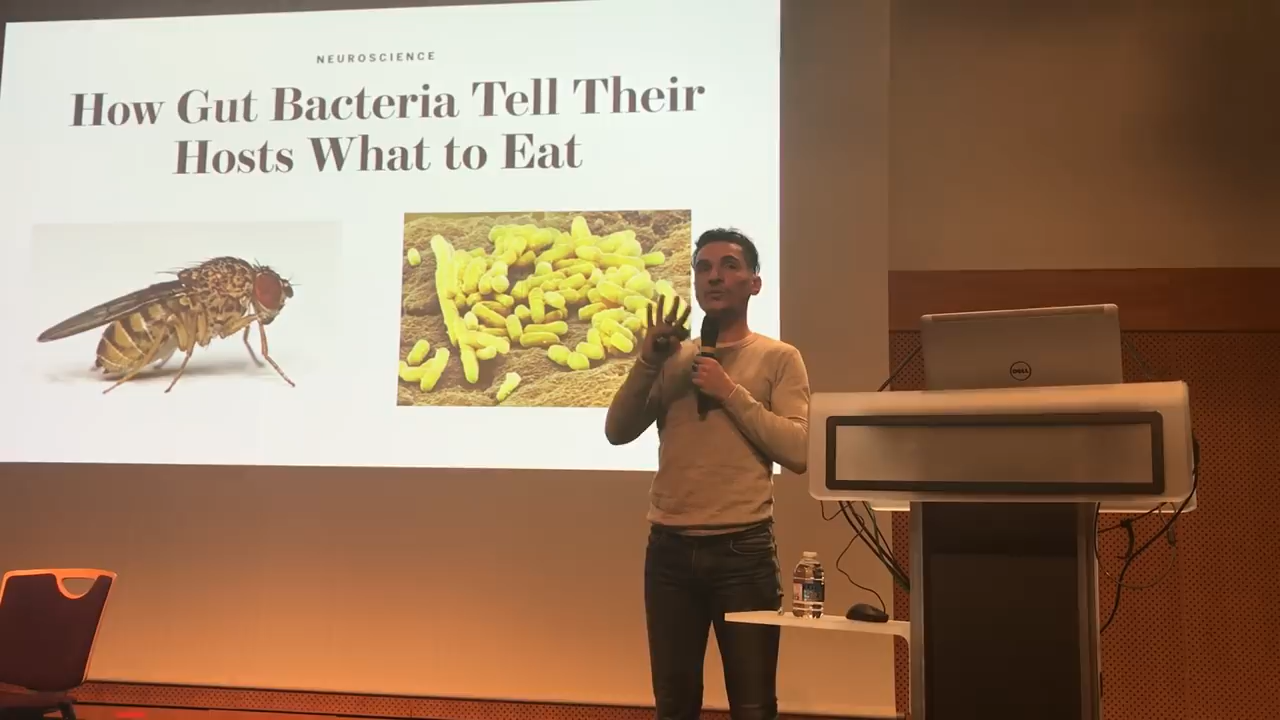 NEUROSCIENCE
How Gut Bacteria Tell Their
Hosts What to Eat
DELL